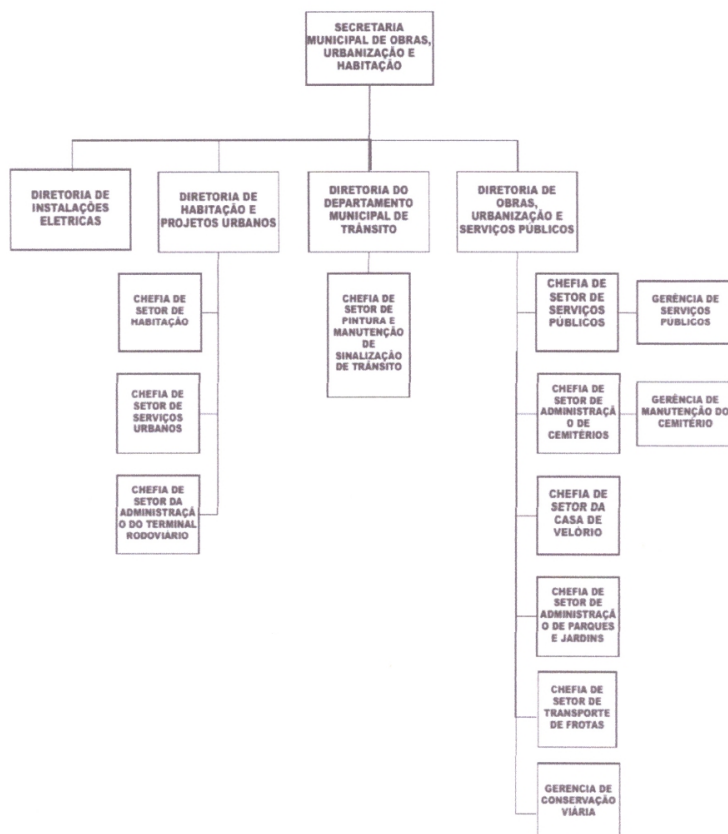 SECRETARIA
MUNICIPAL DE OBRAS,
URBANIZAÇÃO E
HABITAÇÃO
DIRETORIA DE
INSTALAÇÕES
ELETRICAS
DIRETORIA DE
HABITAÇÃO E
PROJETOS URBANOS
DIRETORIA DO
DEPARTAMENTO
MUNICIPAL DE
TRÂNSITO
DIRETORIA DE
OBRAS,
URBANIZAÇÃO E
SERVIÇOS PÚBLICOS
CHEFIA DE
SETOR DE
HABITAÇÃO
CHEFIA DE
SETOR DE
PINTURA E
MANUTENÇÃO
DE
SINALIZAÇÃO
DE TRÂNSITO
CHEFIA DE
SETOR DE
SERVIÇOS
PÚBLICOS
GERÊNCIA DE
SERVIÇOS
PÚBLICOS
CHEFIA DE
SETOR DE
SERVIÇOS
URBANOS
CHEFIA DE
SETOR DE
ADMINISTRAÇÃ
O DE
CEMITÉRIOS
GERÊNCIA DE
MANUTENÇÃO DO
CEMITÉRIO
CHEFIA DE
SETOR DA
ADMINISTRAÇÃ
O DO TERMINAL
RODOVIÁRIO
CHEFIA DE
SETOR DA
CASA DE
VELÓRIO
CHEFIA DE
SETOR DE
ADMINISTRAÇÃ
O DE PARQUES
E JARDINS
CHEFIA DE
SETOR DE
TRANSPORTE
DE FROTAS
GERENCIA DE
CONSERVAÇÃO
VIÁRIA